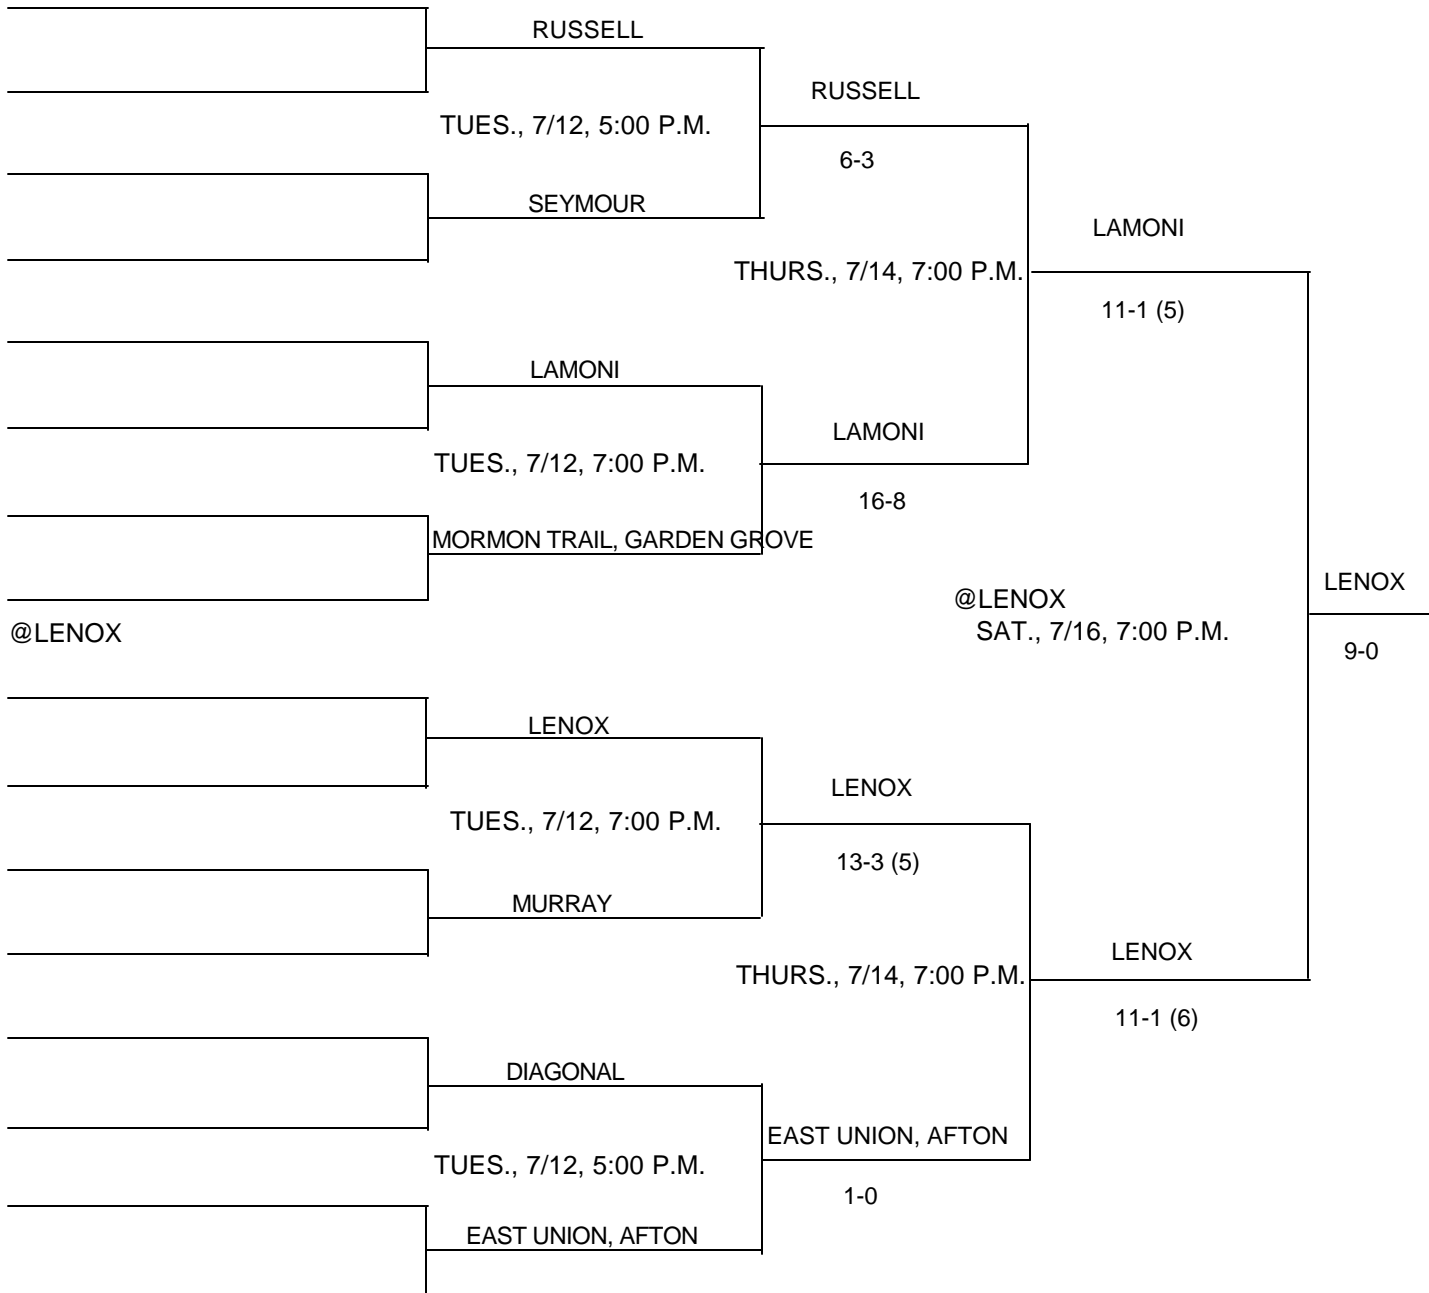 RUSSELL
RUSSELL
TUES., 7/12, 5:00 P.M.
6-3
SEYMOUR
LAMONI
THURS., 7/14, 7:00 P.M.
11-1 (5)
LAMONI
LAMONI
TUES., 7/12, 7:00 P.M.
16-8
MORMON TRAIL, GARDEN GROVE
LENOX
@LENOX
@LENOX
SAT., 7/16, 7:00 P.M.
9-0
LENOX
LENOX
TUES., 7/12, 7:00 P.M.
13-3 (5)
MURRAY
LENOX
THURS., 7/14, 7:00 P.M.
11-1 (6)
DIAGONAL
EAST UNION, AFTON
TUES., 7/12, 5:00 P.M.
1-0
EAST UNION, AFTON